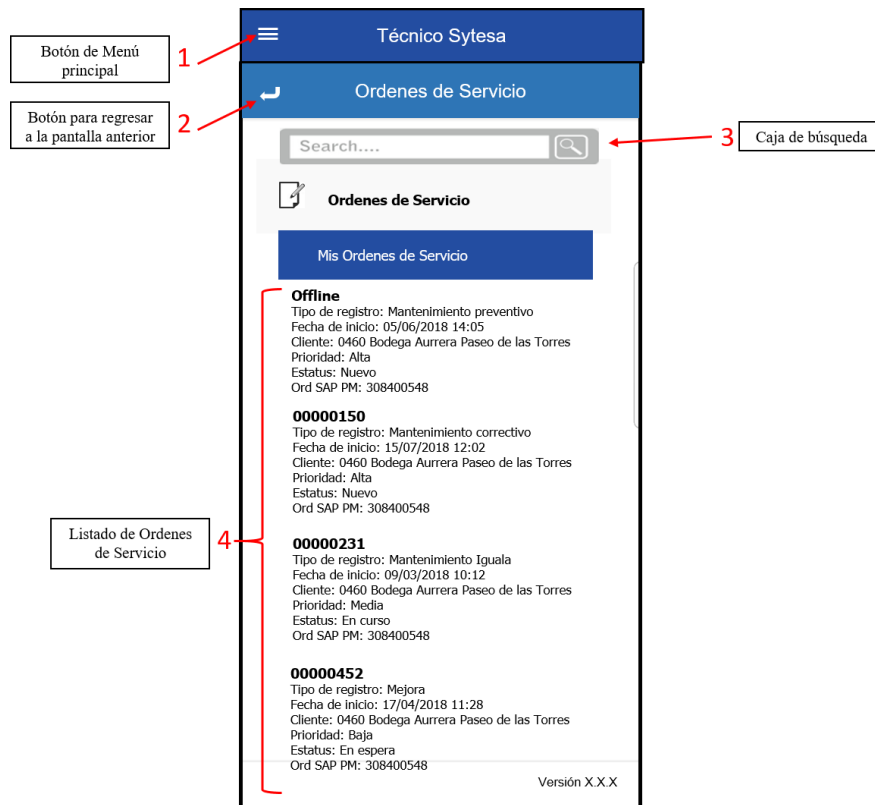 Técnico Sytesa
Botón de Menú
principal
1
Ordenes de Servicio
Botón para regresar
a la pantalla anterior
2
Search....
3
Caja de búsqueda
Ordenes de Servicio
Mis Ordenes de Servicio
Offline
Tipo de registro: Mantenimiento preventivo
Fecha de inicio: 05/06/2018 14:05
Cliente: 0460 Bodega Aurrera Paseo de las Torres
Prioridad: Alta
Estatus: Nuevo
Ord SAP PM: 308400548
00000150
Tipo de registro: Mantenimiento correctivo
Fecha de inicio: 15/07/2018 12:02
Cliente: 0460 Bodega Aurrera Paseo de las Torres
Prioridad: Alta
Estatus: Nuevo
Ord SAP PM: 308400548
Listado de Ordenes
de Servicio
4
00000231
Tipo de registro: Mantenimiento Iguala
Fecha de inicio: 09/03/2018 10:12
Cliente: 0460 Bodega Aurrera Paseo de las Torres
Prioridad: Media
Estatus: En curso
Ord SAP PM: 308400548
00000452
Tipo de registro: Mejora
Fecha de inicio: 17/04/2018 11:28
Cliente: 0460 Bodega Aurrera Paseo de las Torres
Prioridad: Baja
Estatus: En espera
Ord SAP PM: 308400548
Versión X.X.X